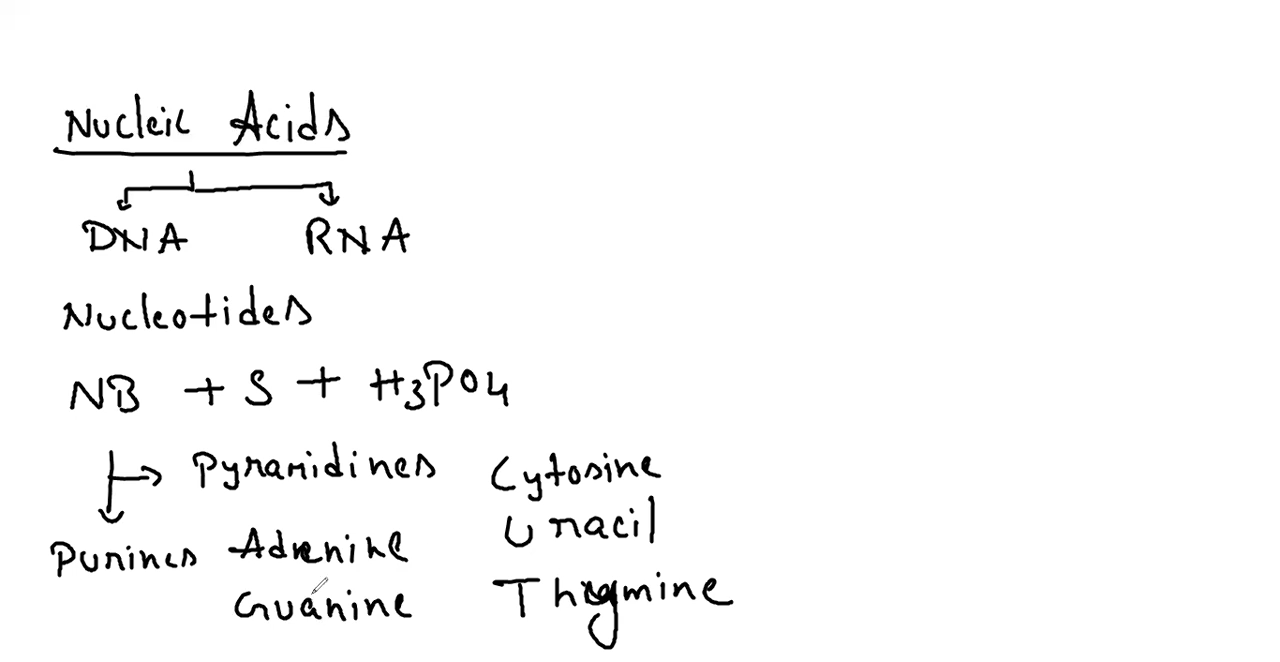 Nucleic Acids
DNA RNA
Nucleotides
NB + S + H3PO4
Pyramidines Cytosine
Uracil
Purines Adenine
Guanine Thymine